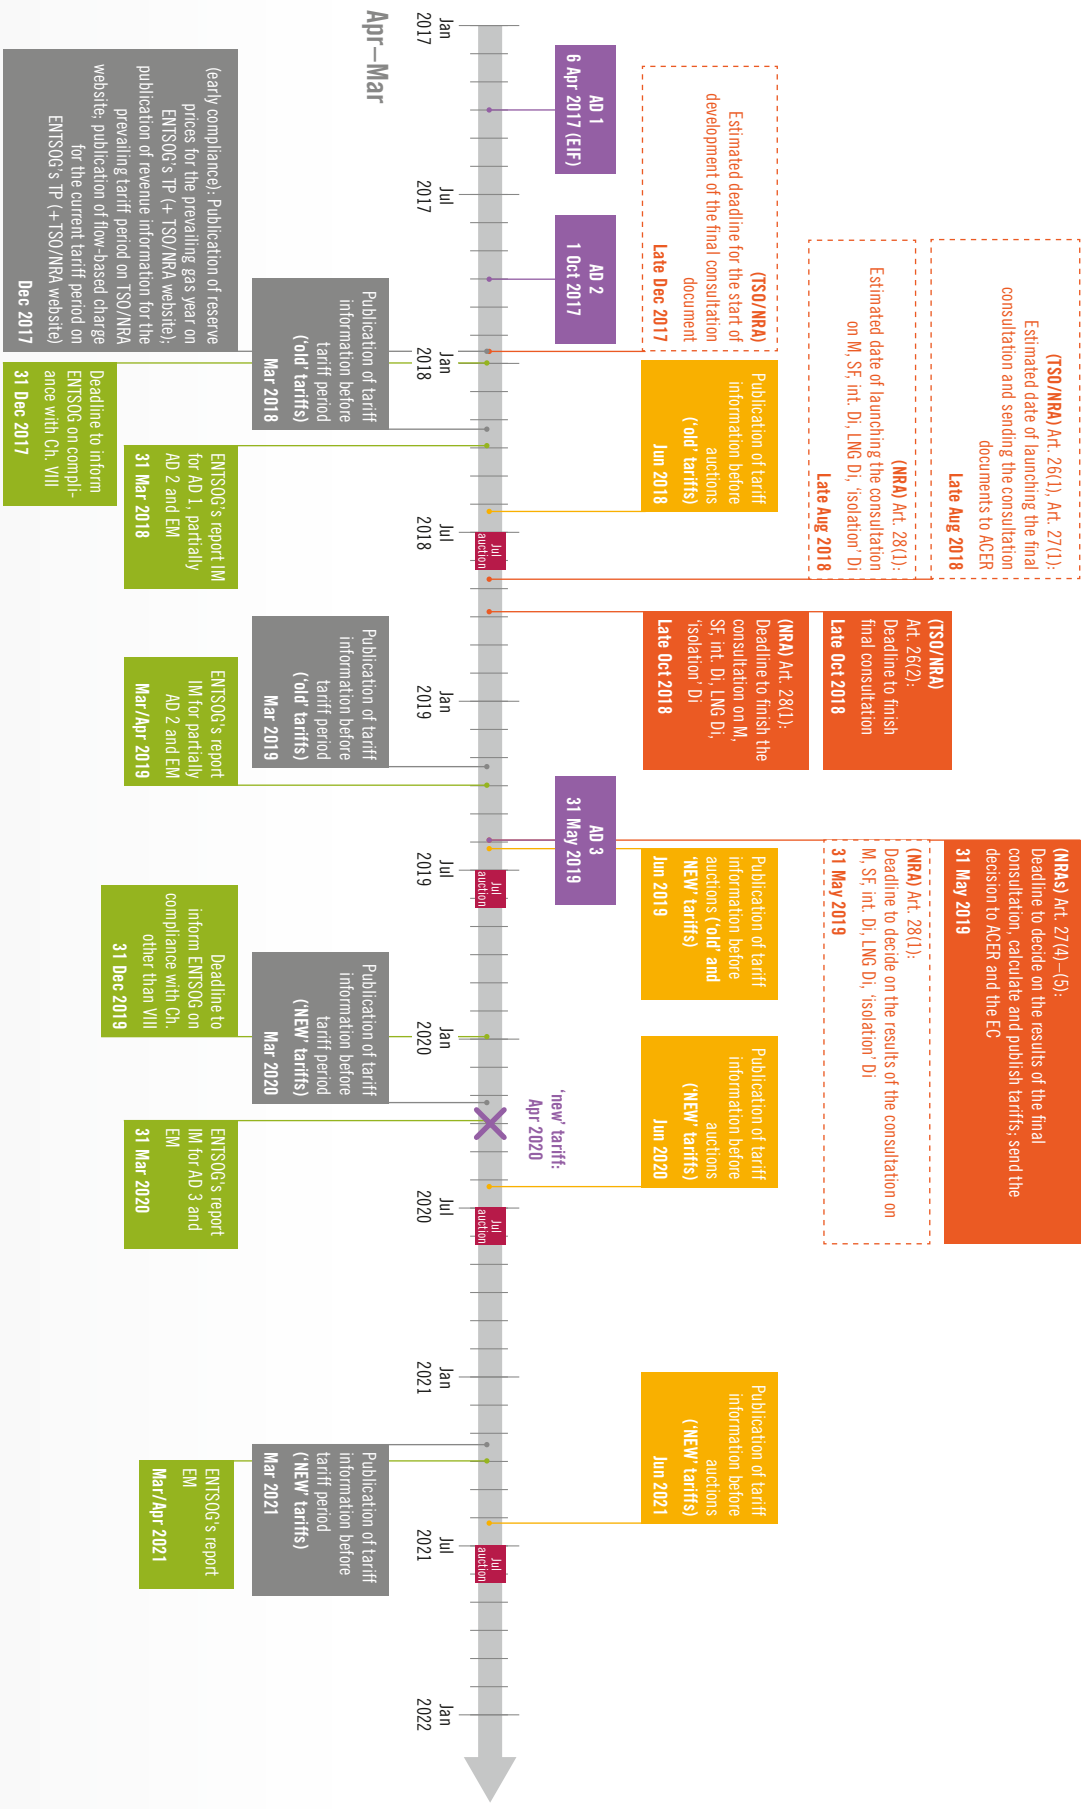 (TSO/NRA) Art. 26(1), Art. 27(1):
Estimated date of launching the final
consultation and sending the consultation
documents to ACER
Late Aug 2018
(NRA) Art. 28(1):
Estimated date of launching the consultation
on M, SF, int. Di, LNG Di, ‘isolation’ Di
Late Aug 2018
(NRAs) Art. 27(4)–(5):
Deadline to decide on the results of the final
consultation, calculate and publish tariffs; send the
decision to ACER and the EC
31 May 2019
(NRA) Art. 28(1):
Deadline to decide on the results of the consultation on
M, SF, int. Di, LNG Di, ‘isolation’ Di
31 May 2019
(TSO/NRA)
Art. 26(2):
Deadline to finish
final consultation
Late Oct 2018
(NRA) Art. 28(1):
Deadline to finish the
consultation on M,
SF, int. Di, LNG Di,
‘isolation’ Di
Late Oct 2018
(TSO/NRA)
Estimated deadline for the start of
development of the final consultation
document
Late Dec 2017
Publication of tariff
information before
auctions
(‘old’ tariffs)
Jun 2018
Publication of tariff
information before
auctions (‘old’ and
‘NEW’ tariffs)
Jun 2019
Publication of tariff
information before
auctions
(‘NEW’ tariffs)
Jun 2020
Publication of tariff
information before
auctions
(‘NEW’ tariffs)
Jun 2021
AD 1
6 Apr 2017 (EIF)
AD 2
1 Oct 2017
AD 3
31 May 2019
‘new’ tariff:
Apr 2020
Jul
auction
Jul
auction
Jul
auction
Jul
auction
Jan
2017
Jul
2017
Jan
2018
Jul
2018
Jan
2019
Jul
2019
Jan
2020
Jul
2020
Jan
2021
Jul
2021
Jan
2022
Apr–Mar
Publication of tariff
information before
tariff period
(‘old’ tariffs)
Mar 2018
Publication of tariff
information before
tariff period
(‘old’ tariffs)
Mar 2019
Publication of tariff
information before
tariff period
(‘NEW’ tariffs)
Mar 2020
Publication of tariff
information before
tariff period
(‘NEW’ tariffs)
Mar 2021
(early compliance): Publication of reserve
prices for the prevailing gas year on
ENTSOG’s TP (+ TSO/NRA website);
publication of revenue information for the
prevailing tariff period on TSO/NRA
website; publication of flow-based charge
for the current tariff period on
ENTSOG’s TP (+ TSO/NRA website)
Dec 2017
Deadline to inform
ENTSOG on compli-
ance with Ch. VIII
31 Dec 2017
ENTSOG’s report IM
for AD 1, partially
AD 2 and EM
31 Mar 2018
ENTSOG’s report
IM for partially
AD 2 and EM
Mar/Apr 2019
Deadline to
inform ENTSOG on
compliance with Ch.
other than VIII
31 Dec 2019
ENTSOG’s report
IM for AD 3 and
EM
31 Mar 2020
ENTSOG’s report
EM
Mar/Apr 2021